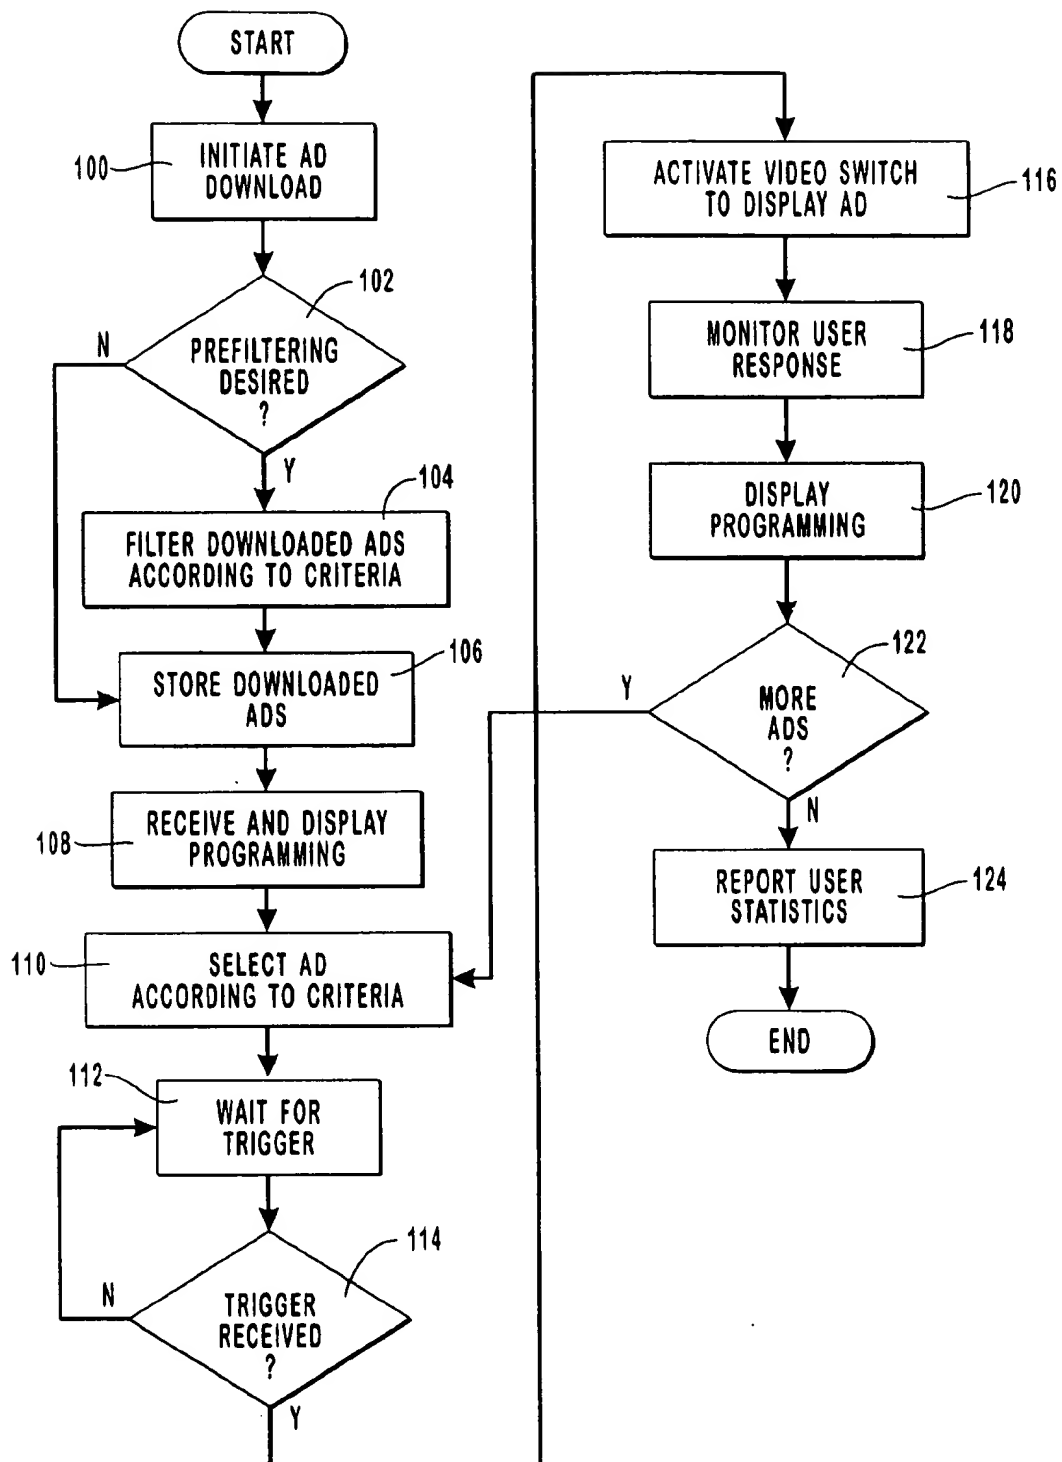 START
100
INITIATE AD
DOWNLOAD
102
N
PREFILTERING
DESIRED
?
Y
104
FILTER DOWNLOADED ADS
ACCORDING TO CRITERIA
106
STORE DOWNLOADED
ADS
108
RECEIVE AND DISPLAY
PROGRAMMING
110
SELECT AD
ACCORDING TO CRITERIA
112
WAIT FOR
TRIGGER
114
N
TRIGGER
RECEIVED
?
Y
ACTIVATE VIDEO SWITCH
TO DISPLAY AD
116
MONITOR USER
RESPONSE
118
DISPLAY
PROGRAMMING
120
122
Y
MORE
ADS
?
N
REPORT USER
STATISTICS
124
END